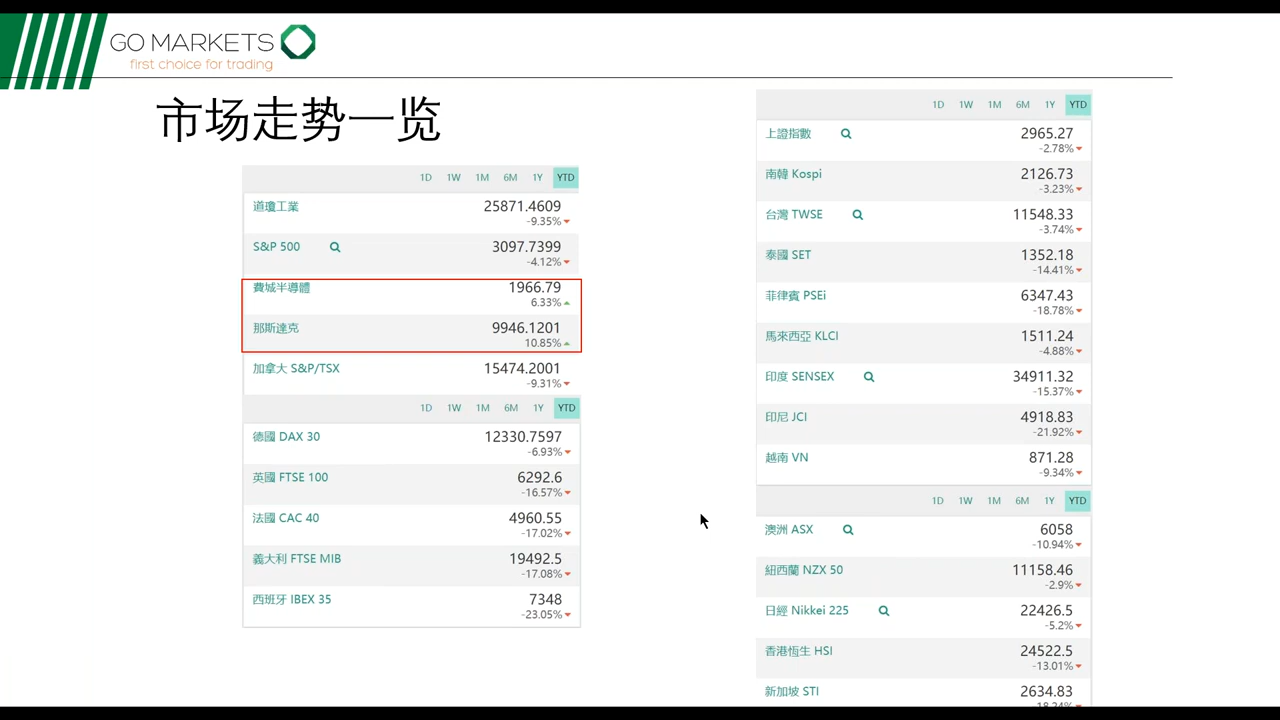 GO MARKETS
first choice for trading
市场走势一览
1D 1W 1M 6M 1Y YTD
道瓊工業 25871.4609
-9.35%
S&P 500 3097.7399
-4.12%
費城半導體 1966.79
6.33%
那斯達克 9946.1201
10.85%
加拿大 S&P/TSX 15474.2001
-9.31%
1D 1W 1M 6M 1Y YTD
德國 DAX 30 12330.7597
-6.93%
英國 FTSE 100 6292.6
-16.57%
法國 CAC 40 4960.55
-17.02%
義大利 FTSE MIB 19492.5
-17.08%
西班牙 IBEX 35 7348
-23.05%
1D 1W 1M 6M 1Y YTD
上證指數 2965.27
-2.78%
南韓 Kospi 2126.73
-3.23%
台灣 TWSE 11548.33
-3.74%
泰國 SET 1352.18
-14.41%
菲律賓 PSEi 6347.43
-18.78%
馬來西亞 KLCI 1511.24
-4.88%
印度 SENSEX 34911.32
-15.37%
印尼 JCI 4918.83
-21.92%
越南 VN 871.28
-9.34%
1D 1W 1M 6M 1Y YTD
澳洲 ASX 6058
-10.94%
紐西蘭 NZX 50 11158.46
-2.9%
日經 Nikkei 225 22426.5
-5.2%
香港恆生 HSI 24522.5
-13.01%
新加坡 STI 2634.83